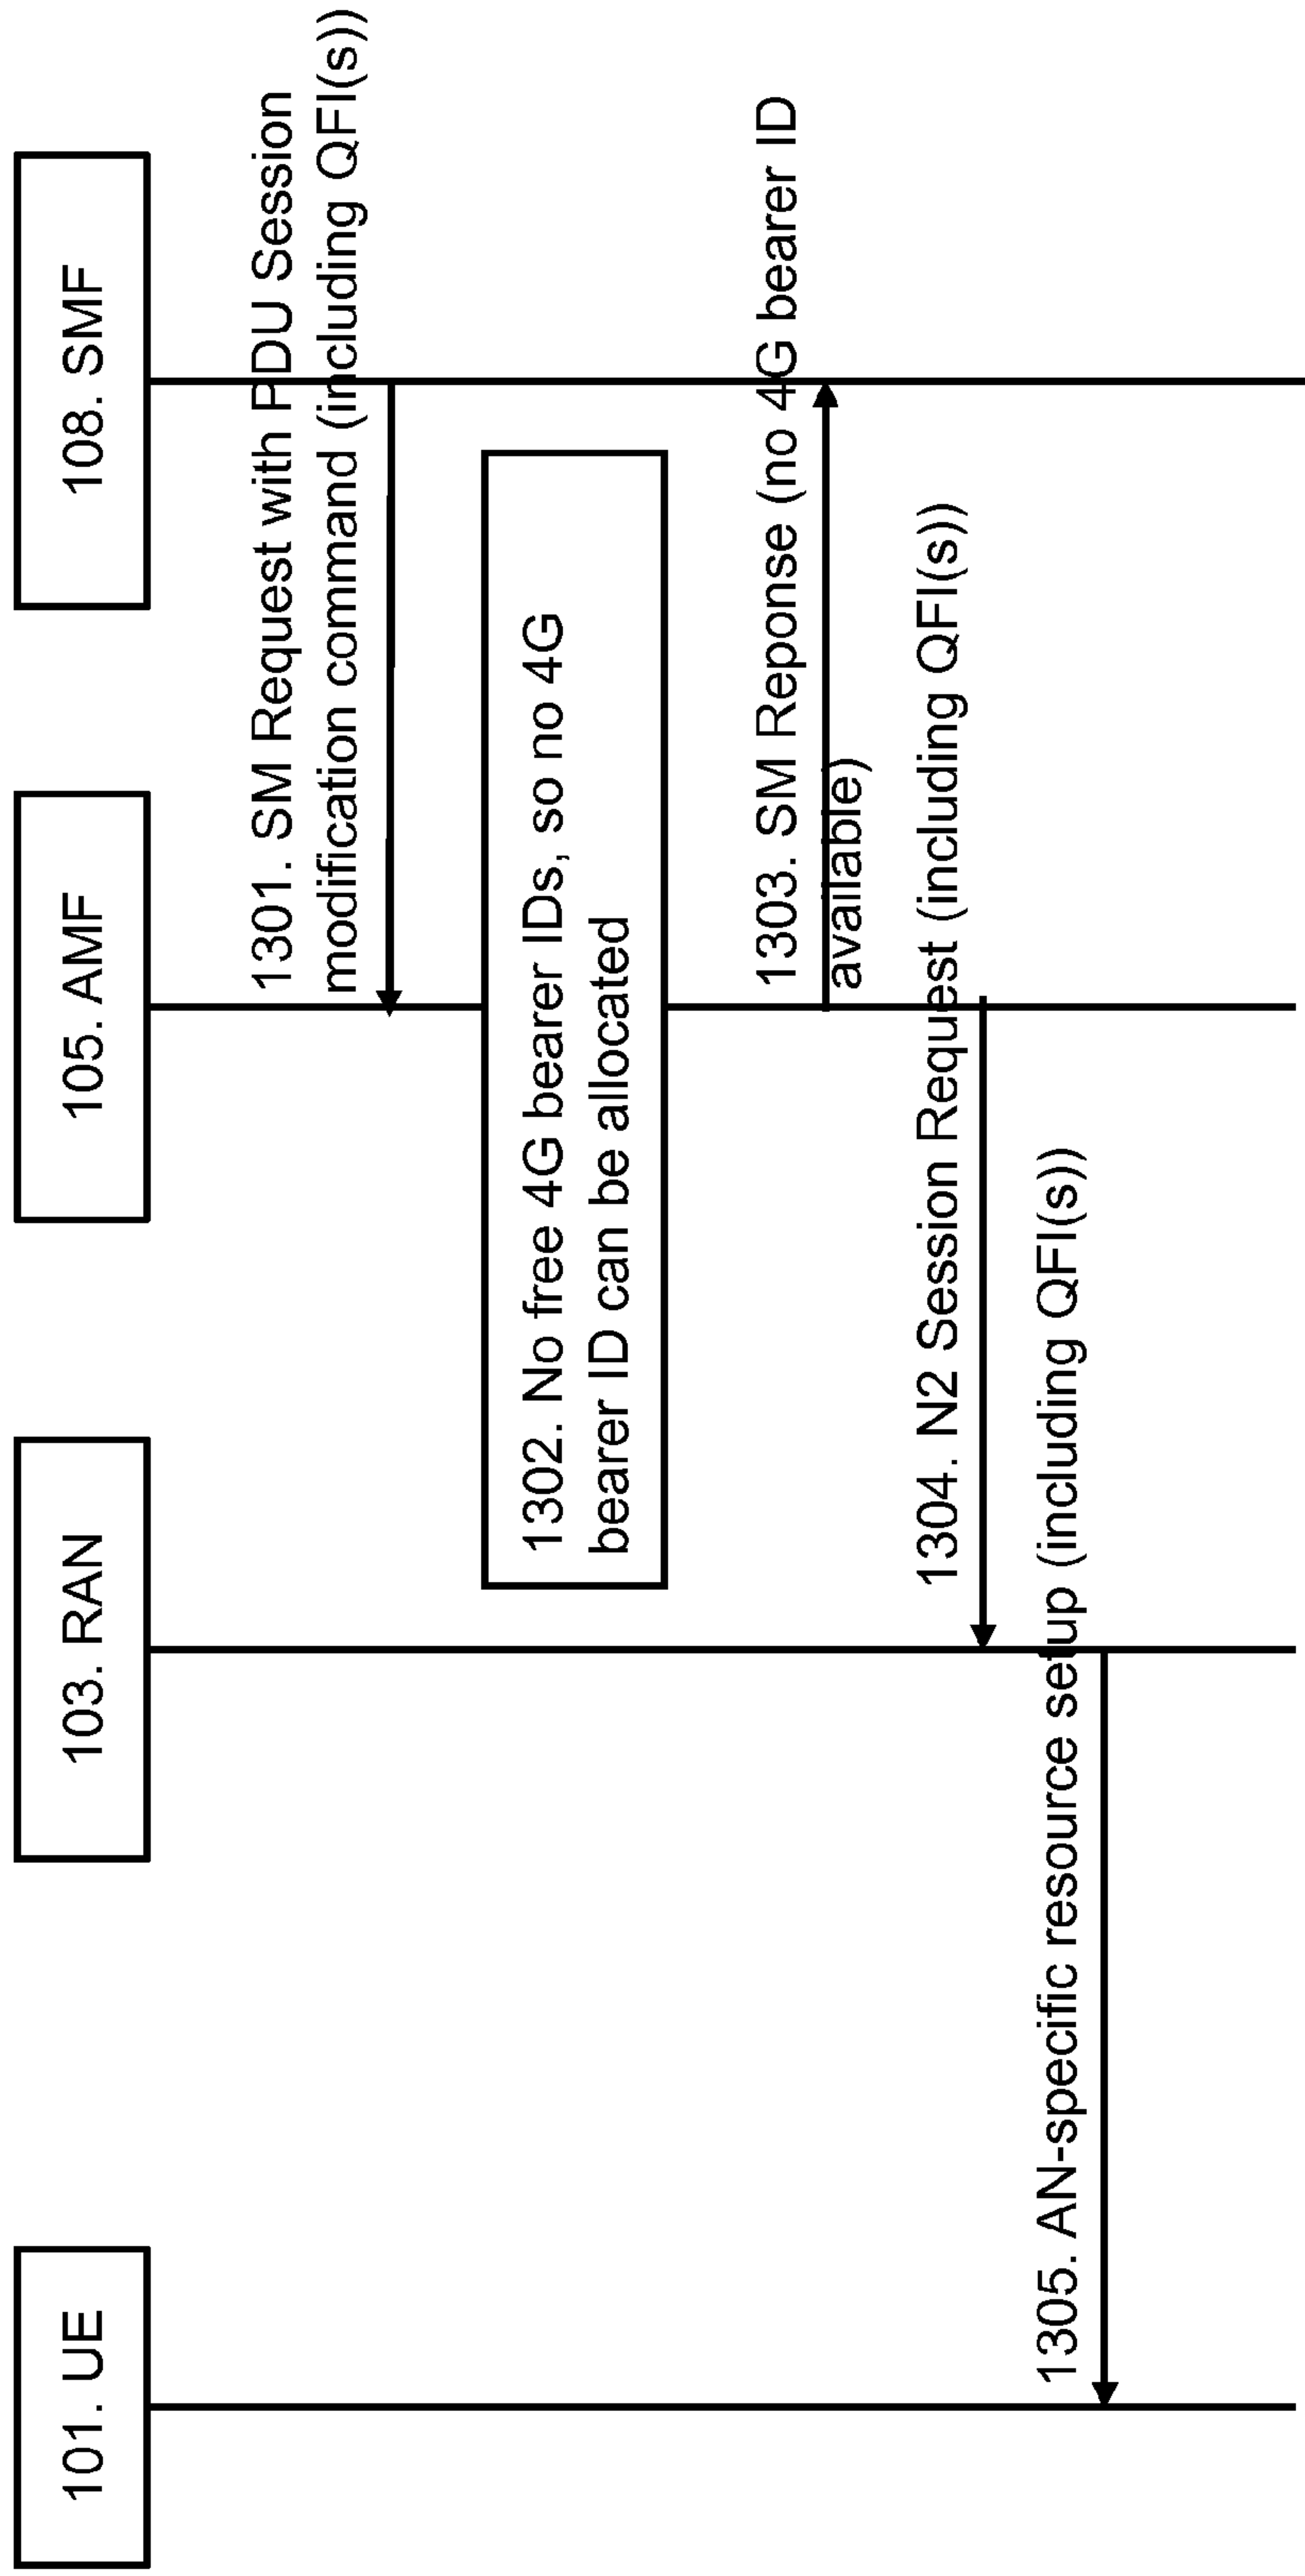 101. UE
103. RAN
105. AMF
108. SMF
1301. SM Request with PDU Session
modification command (including QFI(s))
1302. No free 4G bearer IDs, so no 4G
bearer ID can be allocated
1303. SM Reponse (no 4G bearer ID
available)
1304. N2 Session Request (including QFI(s))
1305. AN-specific resource setup (including QFI(s))